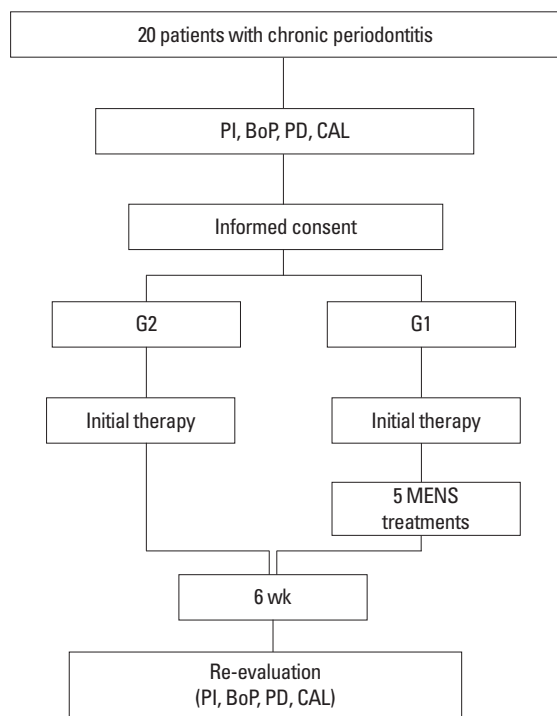 20 patients with chronic periodontitis
PI, BoP, PD, CAL
Informed consent
G2
G1
Initial therapy
Initial therapy
5 MENS
treatments
6 wk
Re-evaluation
(PI, BoP, PD, CAL)